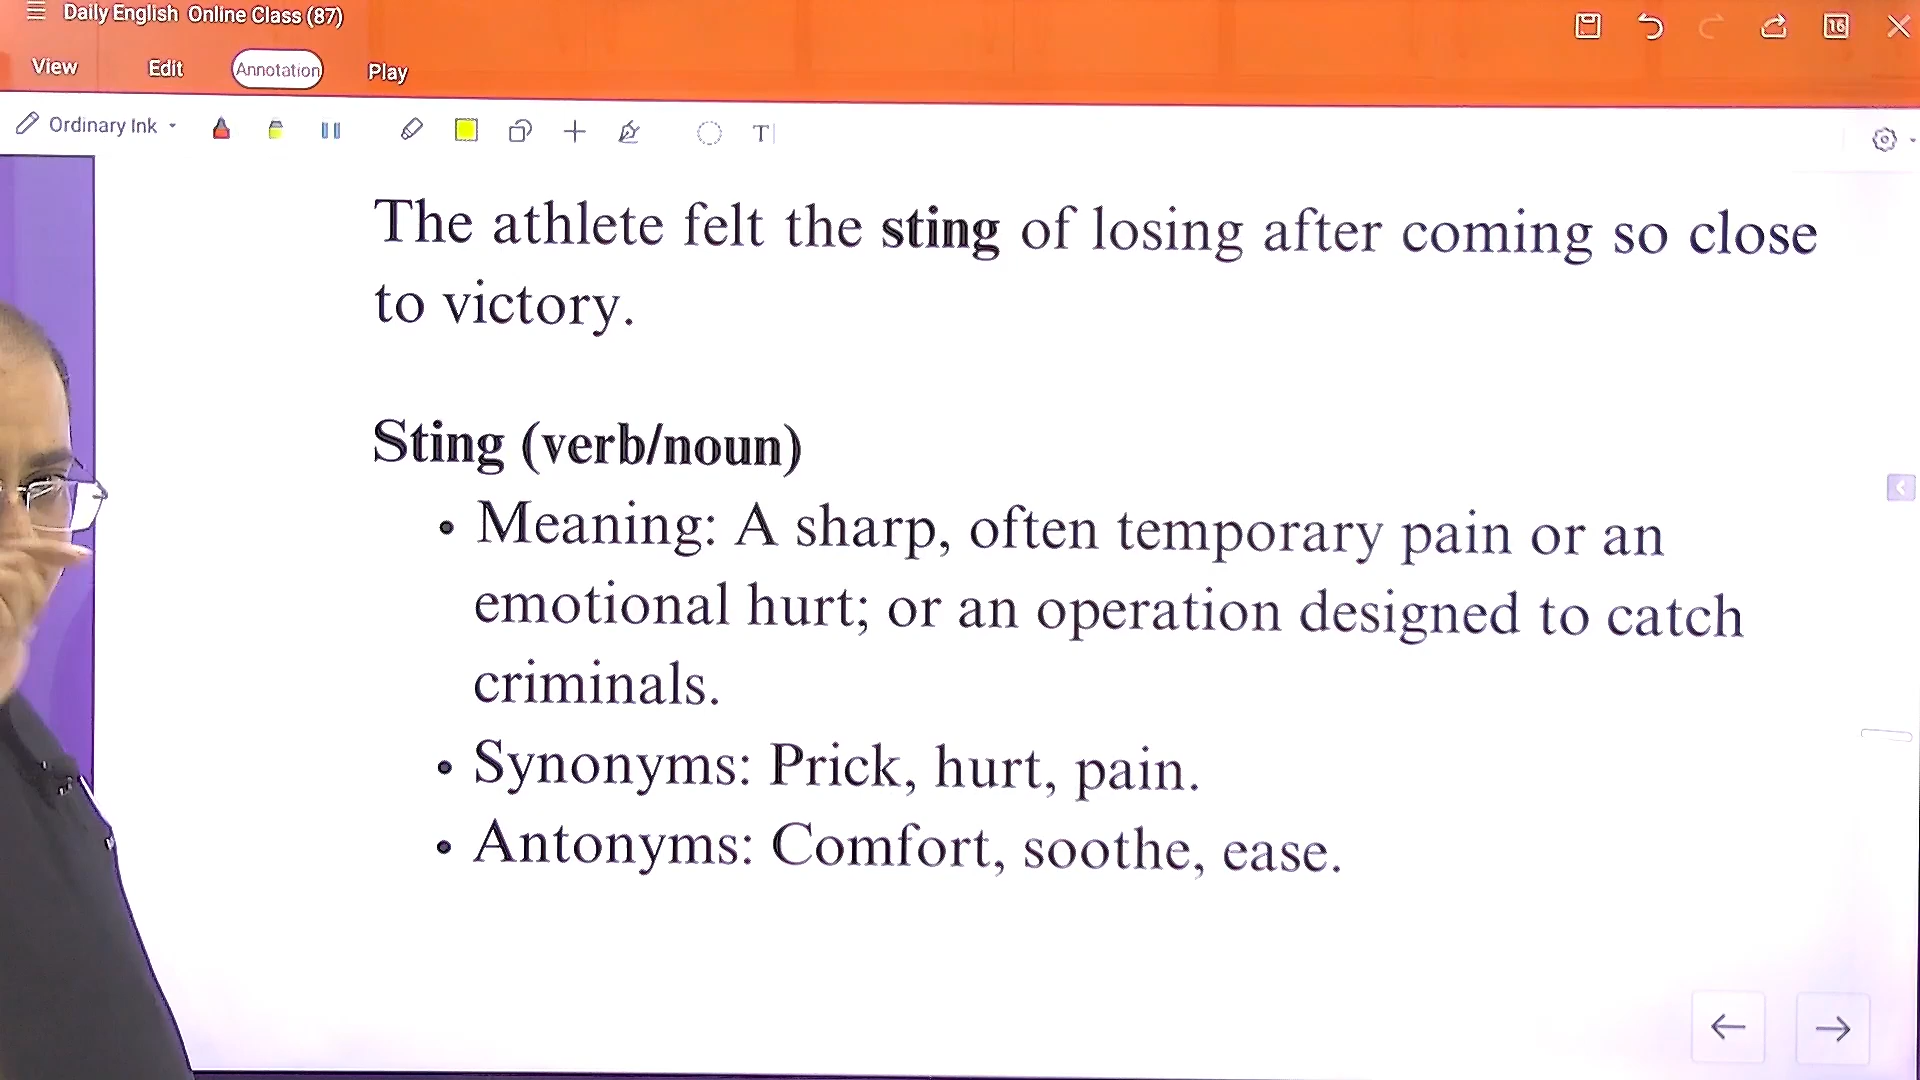 Daily English Online Class (87)
16
View Edit Annotation Play
Ordinary Ink
T
The athlete felt the sting of losing after coming so close
to victory.
Sting (verb/noun)
• Meaning: A sharp, often temporary pain or an
emotional hurt; or an operation designed to catch
criminals.
• Synonyms: Prick, hurt, pain.
• Antonyms: Comfort, soothe, ease.